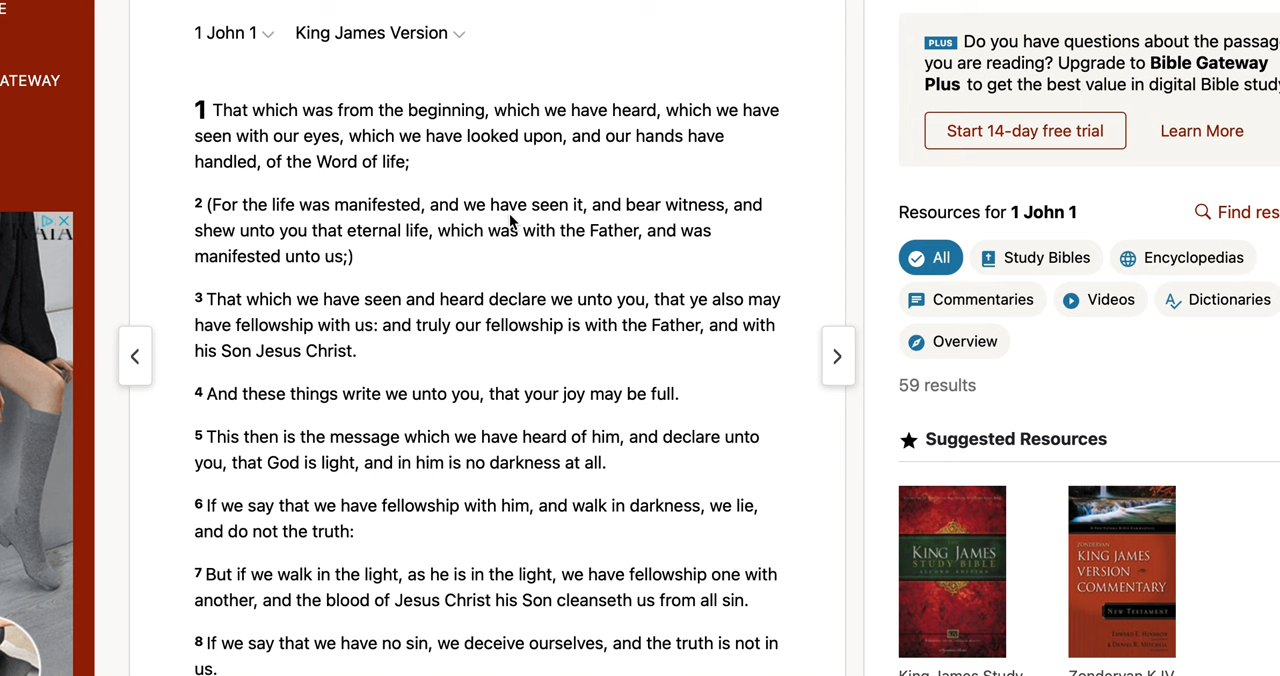 E
ATEWAY
1 John 1 King James Version
1 That which was from the beginning, which we have heard, which we have
seen with our eyes, which we have looked upon, and our hands have
handled, of the Word of life;
2 (For the life was manifested, and we have seen it, and bear witness, and
shew unto you that eternal life, which was with the Father, and was
manifested unto us;)
3 That which we have seen and heard declare we unto you, that ye also may
have fellowship with us: and truly our fellowship is with the Father, and with
his Son Jesus Christ.
4 And these things write we unto you, that your joy may be full.
5 This then is the message which we have heard of him, and declare unto
you, that God is light, and in him is no darkness at all.
6 If we say that we have fellowship with him, and walk in darkness, we lie,
and do not the truth:
7 But if we walk in the light, as he is in the light, we have fellowship one with
another, and the blood of Jesus Christ his Son cleanseth us from all sin.
8 If we say that we have no sin, we deceive ourselves, and the truth is not in
us.
PLUS Do you have questions about the passag
you are reading? Upgrade to Bible Gateway
Plus to get the best value in digital Bible stud
Start 14-day free trial Learn More
Resources for 1 John 1 Find res
All Study Bibles Encyclopedias
Commentaries Videos Dictionaries
Overview
59 results
Suggested Resources
KING JAMES
STUDY BIBLE
SECOND EDITION
ZONDERVAN
KING JAMES
VERSION
COMMENTARY
NEW TESTAMENT
King James Study
Zondervan KJV